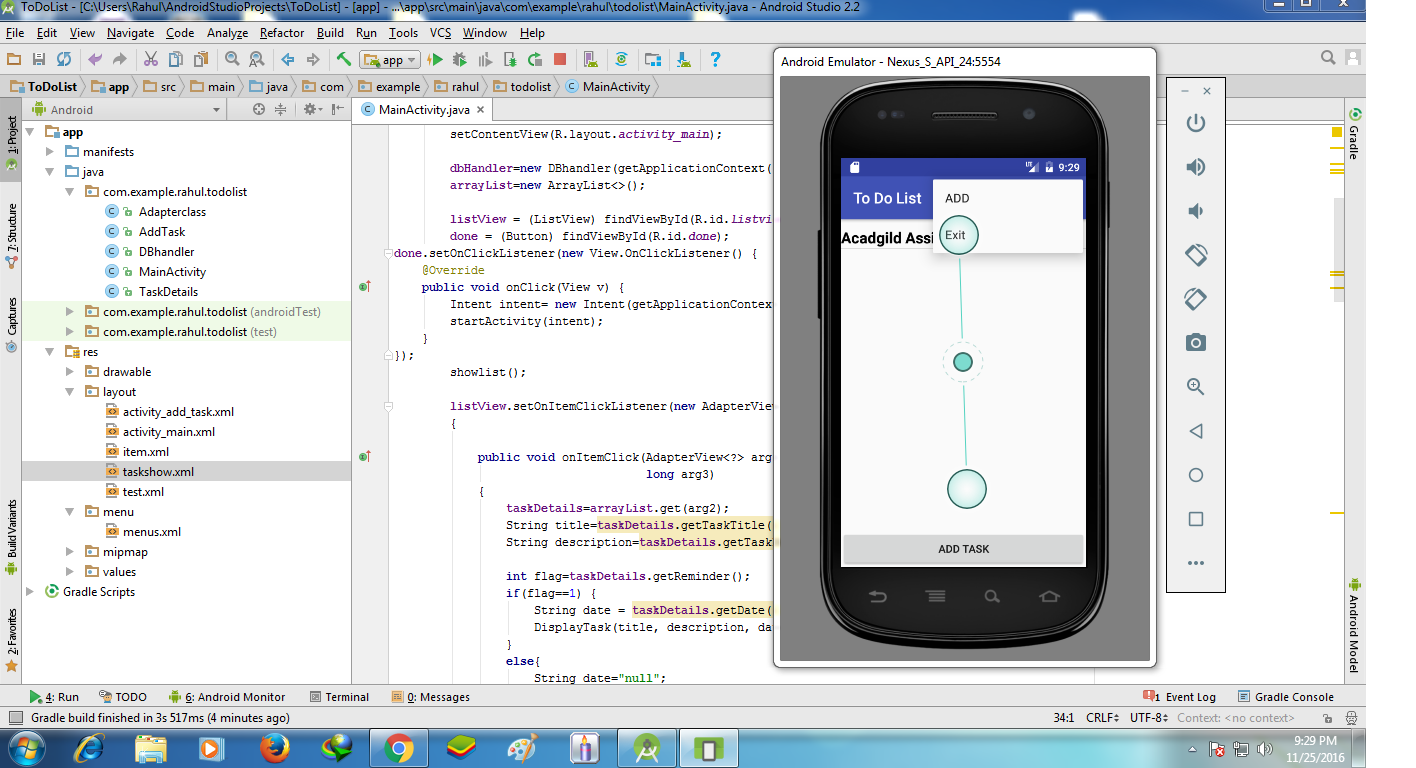 ToDoList - [C:\Users\Rahul\AndroidStudioProjects\ToDoList] - [app] - ...\app\src\main\java\com\example\rahul\todolist\MainActivity.java - Android Studio 2.2
File Edit View Navigate Code Analyze Refactor Build Run Tools VCS Window Help
app
ToDoList app src main java com example rahul todolist MainActivity
Android
MainActivity.java
1: Project
7: Structure
Captures
Build Variants
2: Favorites
app
manifests
java
com.example.rahul.todolist
Adapterclass
AddTask
DBhandler
MainActivity
TaskDetails
com.example.rahul.todolist (androidTest)
com.example.rahul.todolist (test)
res
drawable
layout
activity_add_task.xml
activity_main.xml
item.xml
taskshow.xml
test.xml
menu
menus.xml
mipmap
values
Gradle Scripts
setContentView(R.layout.activity_main);
dbHandler=new DBhandler(getApplicationContext(
arrayList=new ArrayList<>();
listView = (ListView) findViewById(R.id.listvi
done = (Button) findViewById(R.id.done);
done.setOnClickListener(new View.OnClickListener() {
@Override
public void onClick(View v) {
Intent intent= new Intent(getApplicationContex
startActivity(intent);
}
});
showlist();
listView.setOnItemClickListener(new AdapterView
{
public void onItemClick(AdapterView<?> arg
long arg3)
{
taskDetails=arrayList.get(arg2);
String title=taskDetails.getTaskTitle(
String description=taskDetails.getTask
int flag=taskDetails.getReminder();
if(flag==1) {
String date = taskDetails.getDate(
DisplayTask(title, description, da
}
else{
String date="null";
Android Emulator - Nexus_S_API_24:5554
LTE 9:29
To Do List
ADD
Acadgild Assi
Exit
ADD TASK
Gradle
Android Model
4: Run TODO 6: Android Monitor Terminal 0: Messages 1 Event Log Gradle Console
Gradle build finished in 3s 517ms (4 minutes ago) 34:1 CRLF UTF-8 Context: <no context>
9:29 PM
11/25/2016